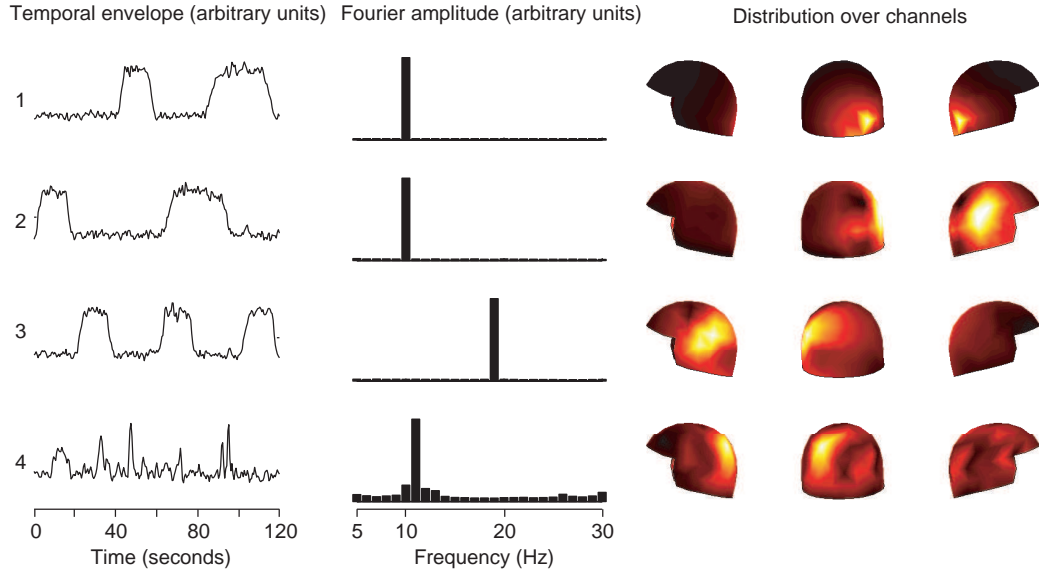 Temporal envelope (arbitrary units)
Fourier amplitude (arbitrary units)
Distribution over channels
1
2
3
4
0 40 80 120
Time (seconds)
5 10 20 30
Frequency (Hz)